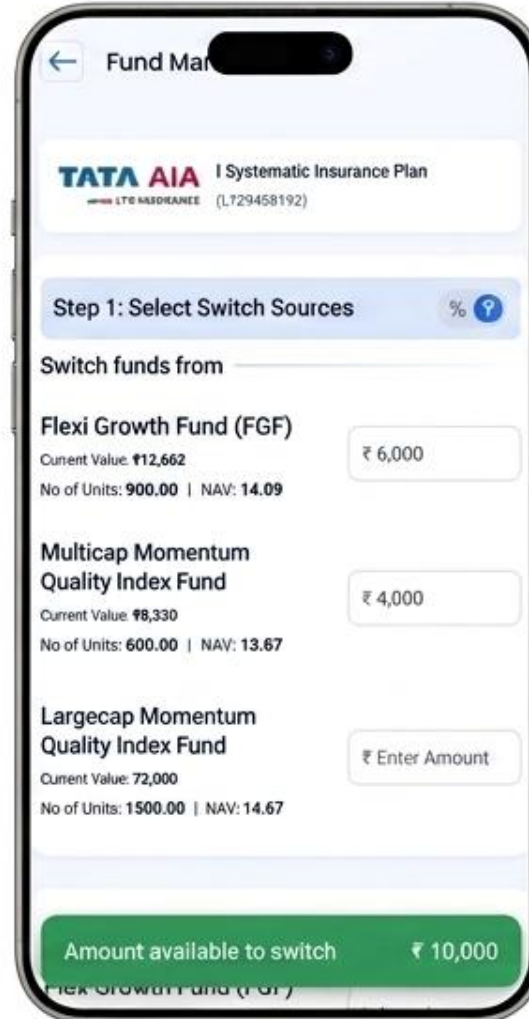 ← Fund Mar
TATA AIA
I Systematic Insurance Plan
(L729458192)
Step 1: Select Switch Sources
%
Switch funds from
Flexi Growth Fund (FGF)
₹ 6,000
Current Value: ₹12,662
No of Units: 900.00 | NAV: 14.09
Multicap Momentum
Quality Index Fund
₹ 4,000
Current Value ₹8,330
No of Units: 600.00 | NAV: 13.67
Largecap Momentum
Quality Index Fund
₹ Enter Amount
Current Value: 72,000
No of Units: 1500.00 | NAV: 14.67
Amount available to switch ₹ 10,000